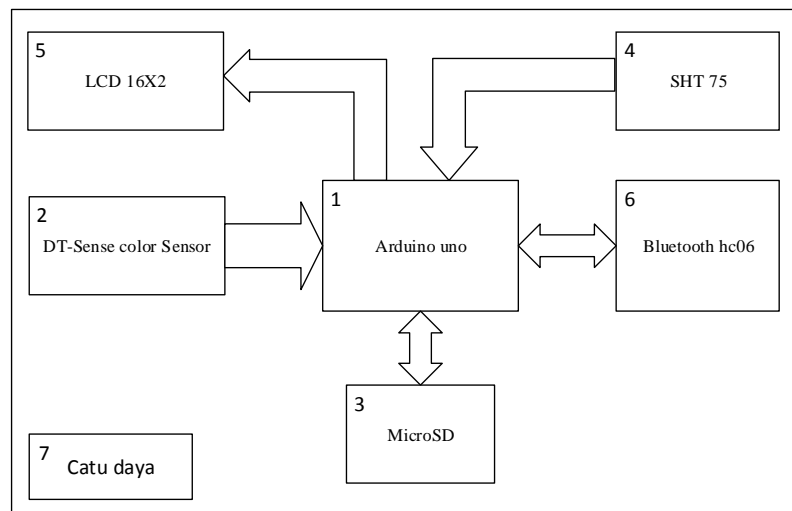 5
LCD 16X2
4
SHT 75
2
DT-Sense color Sensor
1
Arduino uno
6
Bluetooth hc06
3
MicroSD
7
Catu daya